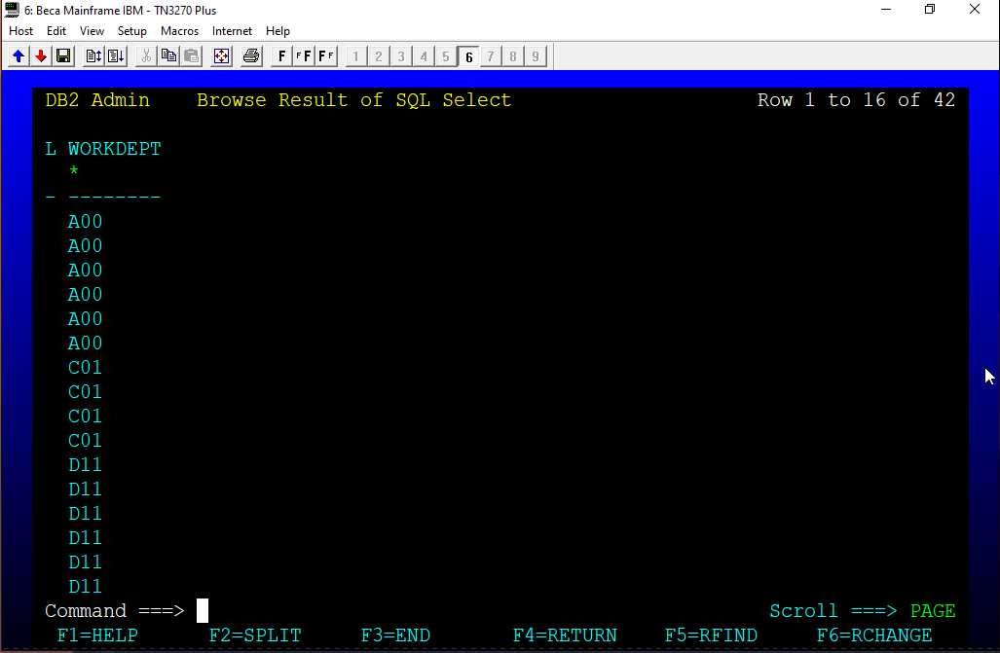 6: Beca Mainframe IBM - TN3270 Plus
Host Edit View Setup Macros Internet Help
F F F F F 1 2 3 4 5 6 7 8 9
DB2 Admin Browse Result of SQL Select Row 1 to 16 of 42
L WORKDEPT
*
- --------
A00
A00
A00
A00
A00
A00
C01
C01
C01
C01
D11
D11
D11
D11
D11
D11
Command ===> Scroll ===> PAGE
F1=HELP F2=SPLIT F3=END F4=RETURN F5=RFIND F6=RCHANGE